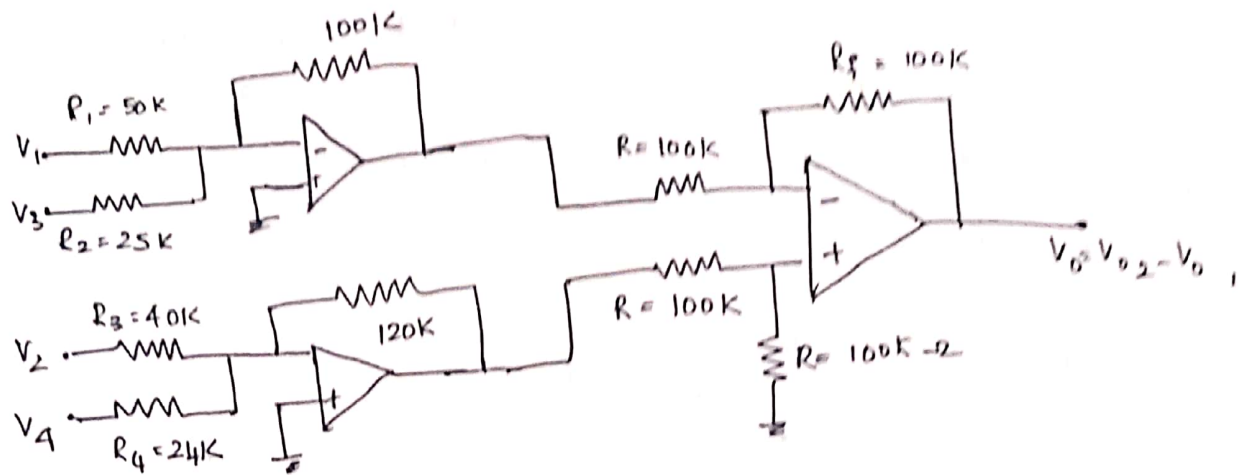 100K
R₁ = 50K
V₁
V₃
R₂ = 25K
-
+
R₃ = 40K
V₂
V₄
R₄ = 24K
120K
+
R = 100K
Rf = 100K
-
+
R = 100K
R = 100K Ω
V₀ = V₀₂ - V₀₁